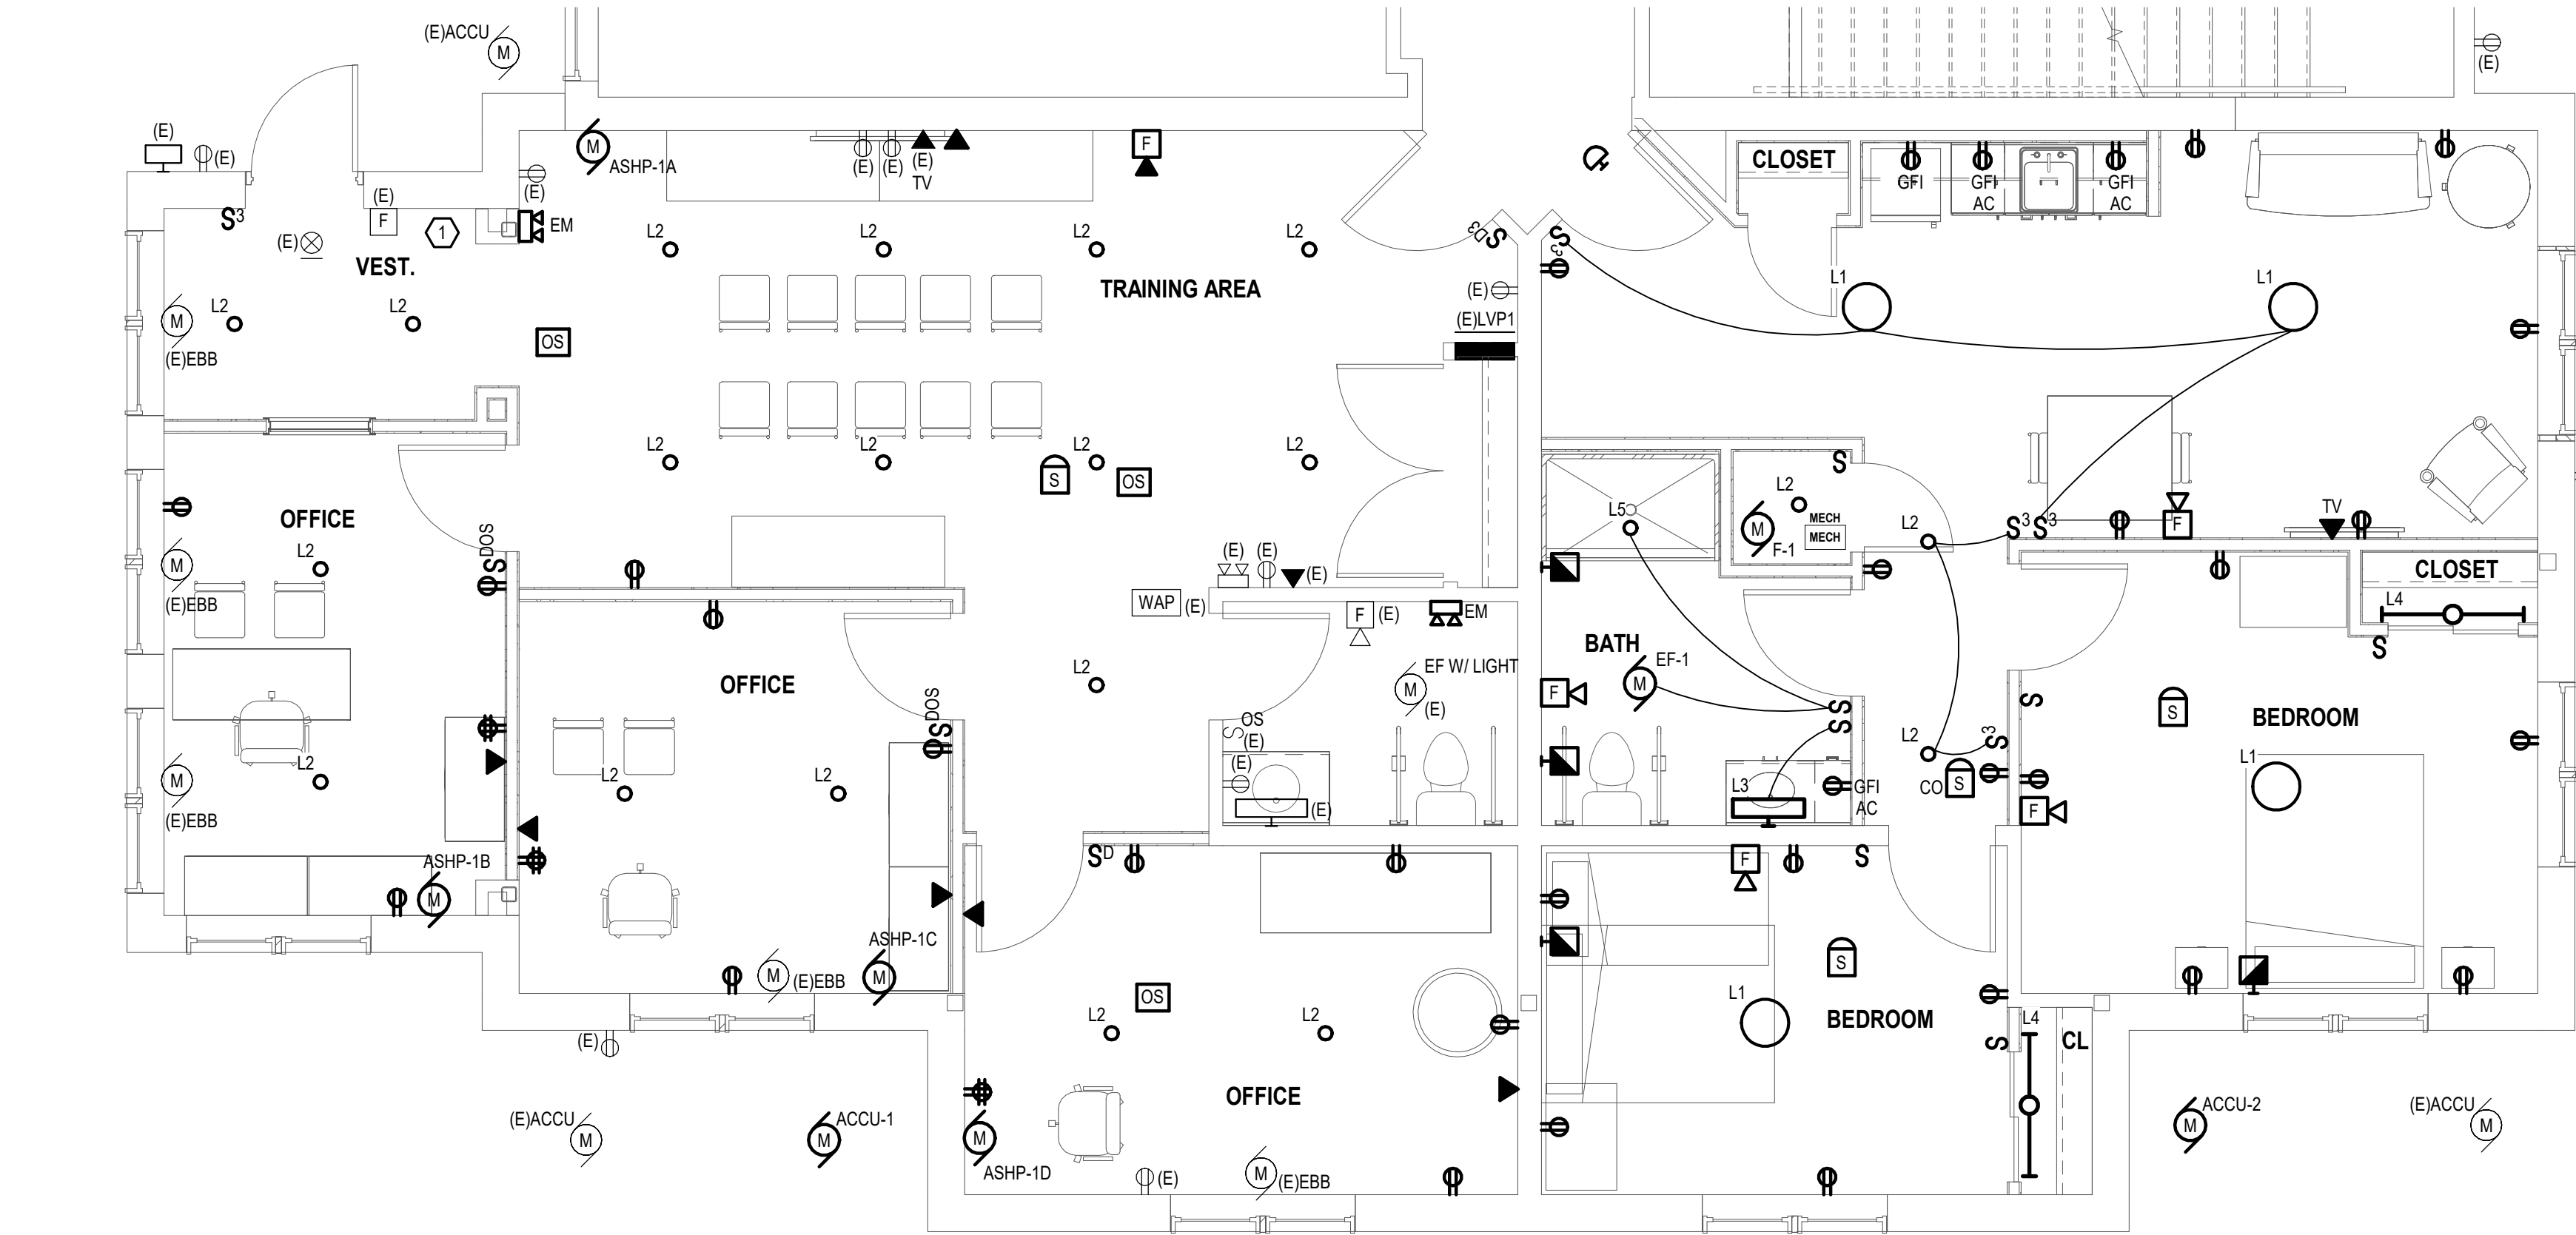 (E)ACCU
M
(E)
(E)
(E)
M
ASHP-1A
(E)
(E)
(E)
TV
F
CLOSET
GFI
GFI
AC
GFI
AC
(E)
S3
(E)
F
1
(E)
EM
(E)
VEST.
L2
L2
L2
L2
SD3
S3
TRAINING AREA
(E)
(E)LVP1
L1
L1
M
(E)EBB
L2
L2
OS
L2
L2
L2
L2
S
OS
S
L5
L2
M
F-1
MECH
MECH
L2
S3
S3
F
TV
OFFICE
L2
SDOS
M
(E)EBB
(E)
(E)
(E)
WAP
(E)
F
(E)
EM
CLOSET
L4
S
BATH
EF-1
M
EF W/ LIGHT
M
(E)
F
S
S
S
OFFICE
L2
SDOS
OS
S
(E)
(E)
(E)
L2
S3
CO
S
S
BEDROOM
L1
F
L2
M
(E)EBB
L2
L2
L3
GFI
AC
ASHP-1B
M
SD
F
S
ASHP-1C
M
M
(E)EBB
S
OS
L2
L2
L1
BEDROOM
S
L4
CL
(E)
OFFICE
(E)ACCU
M
ACCU-1
M
M
ASHP-1D
(E)
M
(E)EBB
ACCU-2
M
(E)ACCU
M